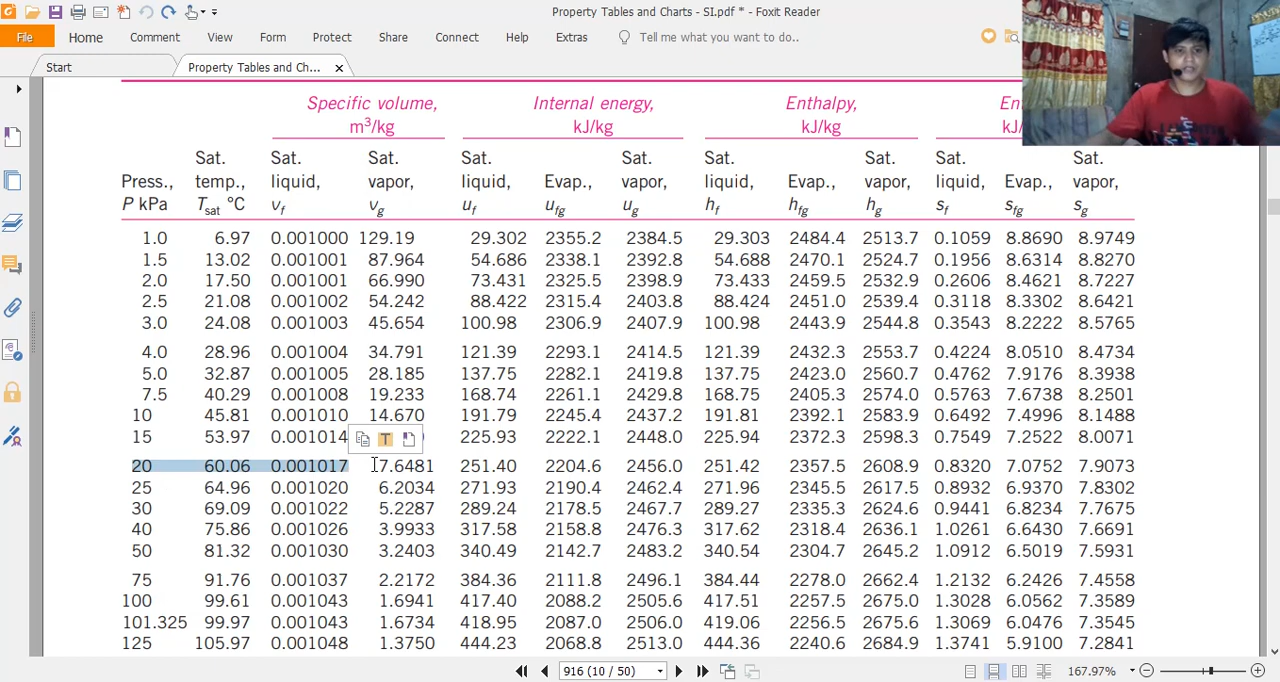 Property Tables and Charts - SI.pdf * - Foxit Reader
File Home Comment View Form Protect Share Connect Help Extras Tell me what you want to do..
Start Property Tables and Ch...
Specific volume, Internal energy, Enthalpy,
m³/kg kJ/kg kJ/kg
Sat. Sat. Sat. Sat. Sat. Sat. Sat. Sat.
Press., temp., liquid, vapor, liquid, Evap., vapor, liquid, Evap., vapor, liquid, Evap., vapor,
P kPa Tsat °C vf vg uf ufg ug hf hfg hg sf sfg sg
1.0 6.97 0.001000 129.19 29.302 2355.2 2384.5 29.303 2484.4 2513.7 0.1059 8.8690 8.9749
1.5 13.02 0.001001 87.964 54.686 2338.1 2392.8 54.688 2470.1 2524.7 0.1956 8.6314 8.8270
2.0 17.50 0.001001 66.990 73.431 2325.5 2398.9 73.433 2459.5 2532.9 0.2606 8.4621 8.7227
2.5 21.08 0.001002 54.242 88.422 2315.4 2403.8 88.424 2451.0 2539.4 0.3118 8.3302 8.6421
3.0 24.08 0.001003 45.654 100.98 2306.9 2407.9 100.98 2443.9 2544.8 0.3543 8.2222 8.5765
4.0 28.96 0.001004 34.791 121.39 2293.1 2414.5 121.39 2432.3 2553.7 0.4224 8.0510 8.4734
5.0 32.87 0.001005 28.185 137.75 2282.1 2419.8 137.75 2423.0 2560.7 0.4762 7.9176 8.3938
7.5 40.29 0.001008 19.233 168.74 2261.1 2429.8 168.75 2405.3 2574.0 0.5763 7.6738 8.2501
10 45.81 0.001010 14.670 191.79 2245.4 2437.2 191.81 2392.1 2583.9 0.6492 7.4996 8.1488
15 53.97 0.001014 225.93 2222.1 2448.0 225.94 2372.3 2598.3 0.7549 7.2522 8.0071
20 60.06 0.001017 7.6481 251.40 2204.6 2456.0 251.42 2357.5 2608.9 0.8320 7.0752 7.9073
25 64.96 0.001020 6.2034 271.93 2190.4 2462.4 271.96 2345.5 2617.5 0.8932 6.9370 7.8302
30 69.09 0.001022 5.2287 289.24 2178.5 2467.7 289.27 2335.3 2624.6 0.9441 6.8234 7.7675
40 75.86 0.001026 3.9933 317.58 2158.8 2476.3 317.62 2318.4 2636.1 1.0261 6.6430 7.6691
50 81.32 0.001030 3.2403 340.49 2142.7 2483.2 340.54 2304.7 2645.2 1.0912 6.5019 7.5931
75 91.76 0.001037 2.2172 384.36 2111.8 2496.1 384.44 2278.0 2662.4 1.2132 6.2426 7.4558
100 99.61 0.001043 1.6941 417.40 2088.2 2505.6 417.51 2257.5 2675.0 1.3028 6.0562 7.3589
101.325 99.97 0.001043 1.6734 418.95 2087.0 2506.0 419.06 2256.5 2675.6 1.3069 6.0476 7.3545
125 105.97 0.001048 1.3750 444.23 2068.8 2513.0 444.36 2240.6 2684.9 1.3741 5.9100 7.2841
916 (10 / 50) 167.97%